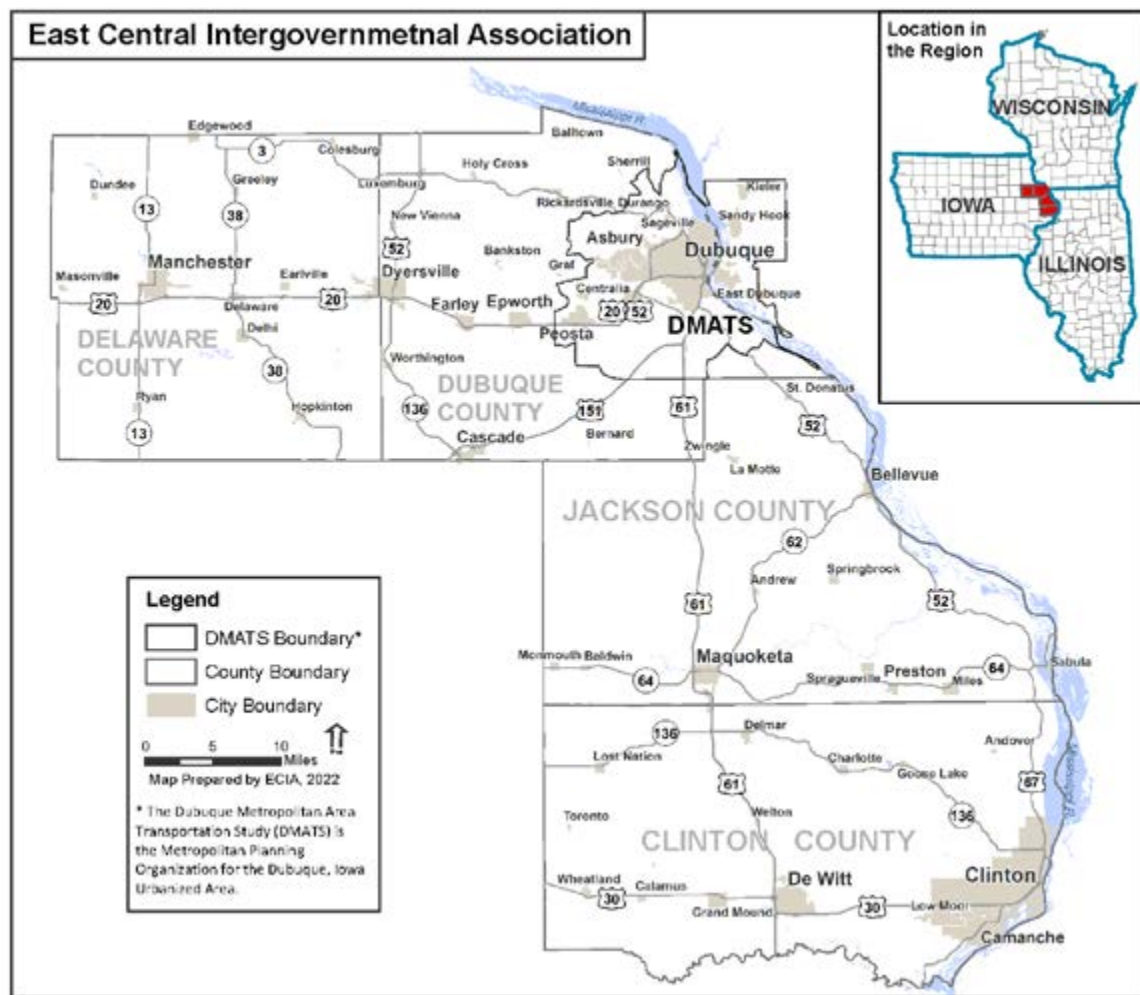 East Central Intergovernmetnal Association
Location in
the Region
WISCONSIN
IOWA
ILLINOIS
Mississippi R.
Balltown
Edgewood
3
Colesburg
Holy Cross
Sherrill
Dundee
Greeley
Luxemburg
Kieler
13
38
New Vienna
Rickardsville
Durango
Sageville
Sandy Hook
52
Bankston
Asbury
Dubuque
Masonville
Manchester
Earlville
Dyersville
Graf
Centralia
East Dubuque
20
Delaware
20
Farley
Epworth
Peosta
20
52
DMATS
Delhi
DELAWARE
COUNTY
Worthington
DUBUQUE
COUNTY
38
St. Donatus
Ryan
Hopkinton
136
151
61
52
13
Cascade
Bernard
Zwingle
La Motte
Bellevue
JACKSON COUNTY
62
Andrew
Springbrook
61
52
Monmouth
Baldwin
Maquoketa
64
Spragueville
Preston
Miles
64
Sabula
136
Delmar
Lost Nation
Charlotte
Goose Lake
Andover
Mississippi R.
61
67
Toronto
Welton
136
CLINTON COUNTY
Wheatland
Calamus
De Witt
Clinton
30
Grand Mound
30
Low Moor
Camanche
Legend
DMATS Boundary*
County Boundary
City Boundary
0 5 10
Miles
Map Prepared by ECIA, 2022
* The Dubuque Metropolitan Area
Transportation Study (DMATS) is
the Metropolitan Planning
Organization for the Dubuque, Iowa
Urbanized Area.